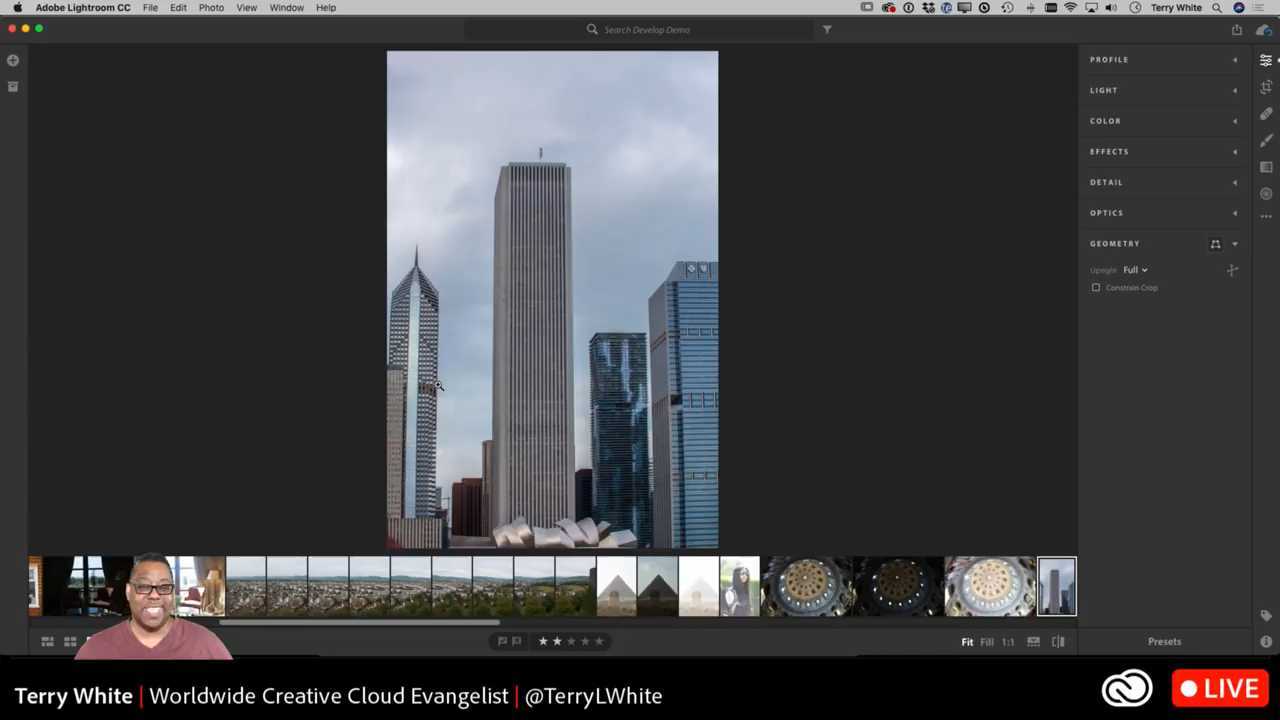 Adobe Lightroom CC File Edit Photo View Window Help Terry White
Search Develop Demo
PROFILE
LIGHT
COLOR
EFFECTS
DETAIL
OPTICS
GEOMETRY
Upright Full
Constrain Crop
Fit Fill 1:1
Presets
Terry White | Worldwide Creative Cloud Evangelist | @TerryLWhite
LIVE